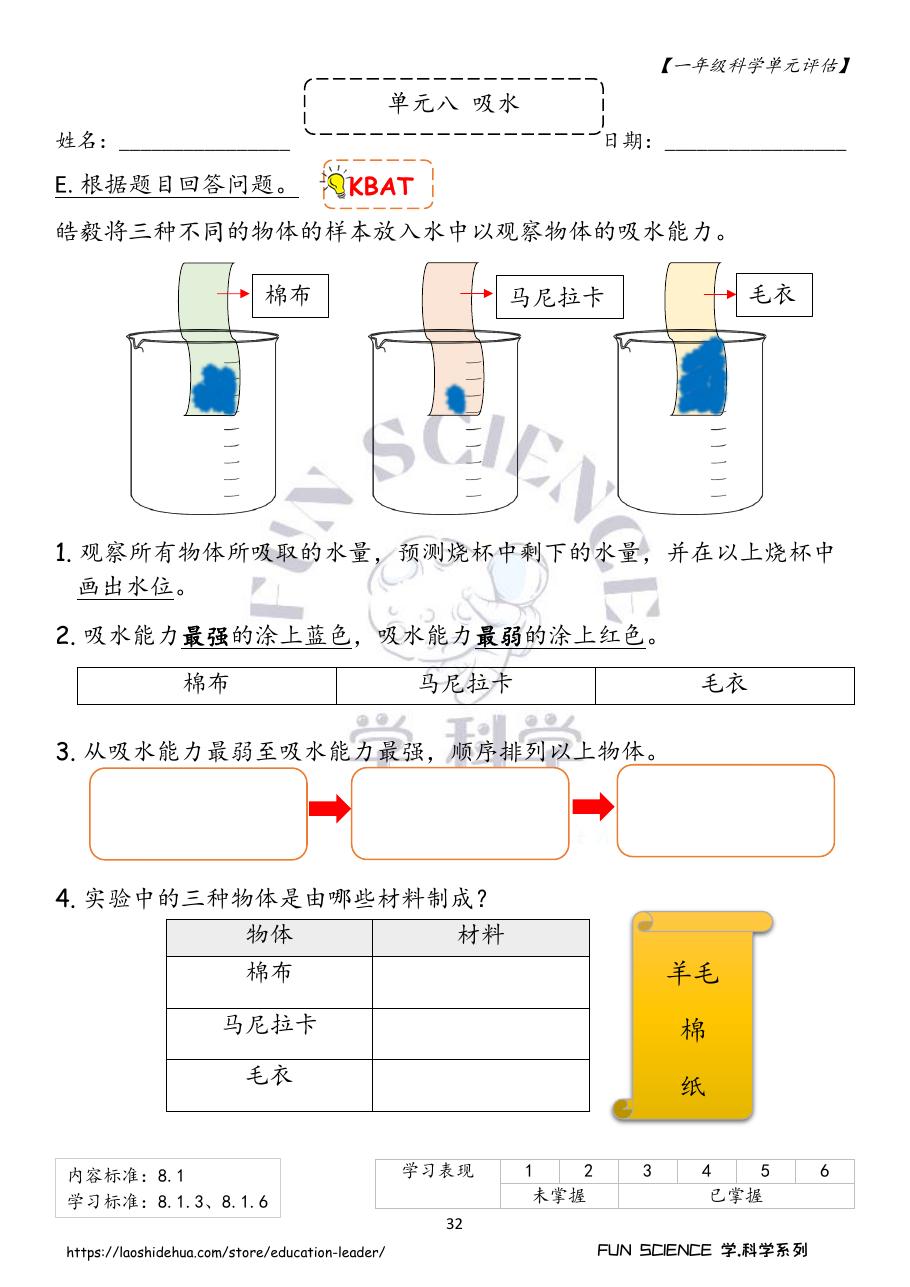 【一年级科学单元评估】
单元八 吸水
姓名：________________ 日期：_________________
E. 根据题目回答问题。 KBAT
皓毅将三种不同的物体的样本放入水中以观察物体的吸水能力。
棉布 马尼拉卡 毛衣
FUN SCIENCE
1. 观察所有物体所吸取的水量，预测烧杯中剩下的水量，并在以上烧杯中
画出水位。
2. 吸水能力最强的涂上蓝色，吸水能力最弱的涂上红色。
棉布 马尼拉卡 毛衣
学科学
3. 从吸水能力最弱至吸水能力最强，顺序排列以上物体。
4. 实验中的三种物体是由哪些材料制成？
物体 材料
棉布
马尼拉卡
毛衣
羊毛
棉
纸
内容标准：8.1
学习标准：8.1.3、8.1.6
学习表现 1 2 3 4 5 6
未掌握 已掌握
32
https://laoshidehua.com/store/education-leader/ FUN SCIENCE 学.科学系列